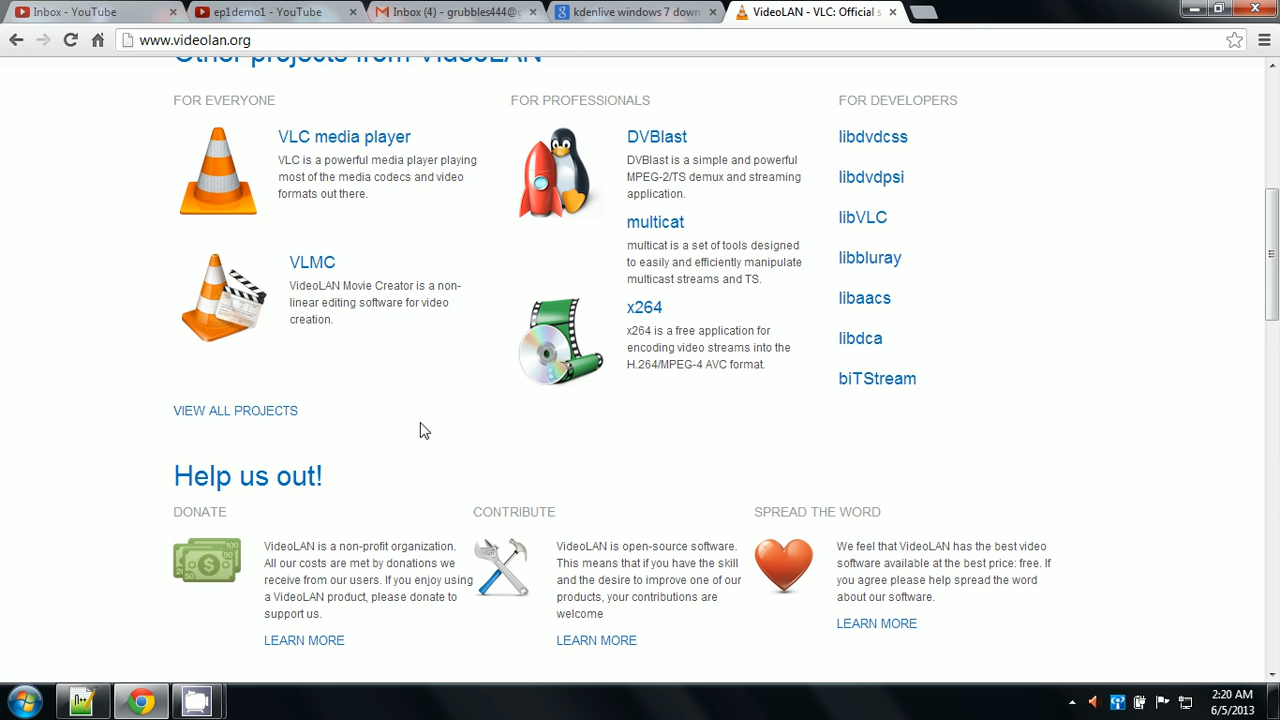 Inbox - YouTube
ep1demo1 - YouTube
Inbox (4) - grubbles444@g
kdenlive windows 7 down
VideoLAN - VLC: Official s
www.videolan.org
Other projects from VideoLAN
FOR EVERYONE
VLC media player
VLC is a powerful media player playing
most of the media codecs and video
formats out there.
VLMC
VideoLAN Movie Creator is a non-
linear editing software for video
creation.
FOR PROFESSIONALS
DVBlast
DVBlast is a simple and powerful
MPEG-2/TS demux and streaming
application.
multicat
multicat is a set of tools designed
to easily and efficiently manipulate
multicast streams and TS.
x264
x264 is a free application for
encoding video streams into the
H.264/MPEG-4 AVC format.
FOR DEVELOPERS
libdvdcss
libdvdpsi
libVLC
libbluray
libaacs
libdca
biTStream
VIEW ALL PROJECTS
Help us out!
DONATE
VideoLAN is a non-profit organization.
All our costs are met by donations we
receive from our users. If you enjoy using
a VideoLAN product, please donate to
support us.
LEARN MORE
CONTRIBUTE
VideoLAN is open-source software.
This means that if you have the skill
and the desire to improve one of our
products, your contributions are
welcome
LEARN MORE
SPREAD THE WORD
We feel that VideoLAN has the best video
software available at the best price: free. If
you agree please help spread the word
about our software.
LEARN MORE
2:20 AM
6/5/2013